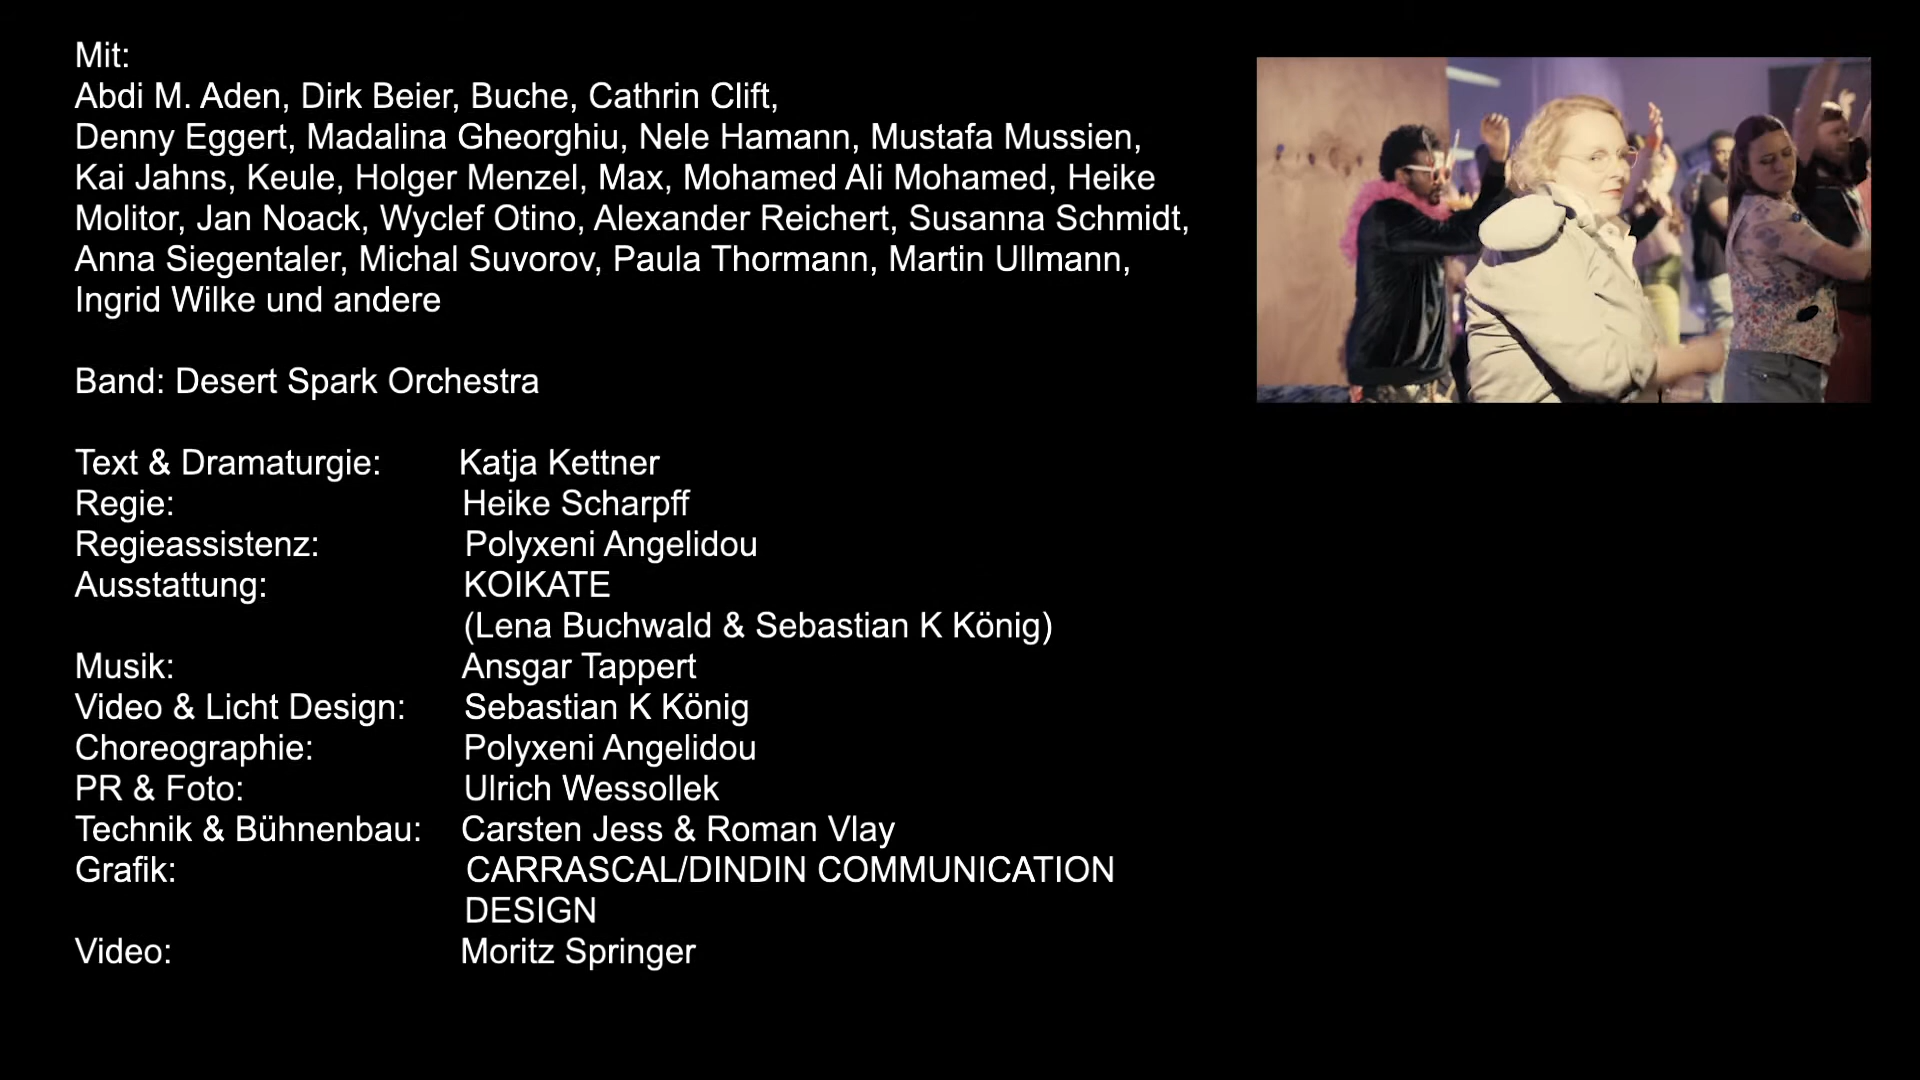 Mit:
Abdi M. Aden, Dirk Beier, Buche, Cathrin Clift,
Denny Eggert, Madalina Gheorghiu, Nele Hamann, Mustafa Mussien,
Kai Jahns, Keule, Holger Menzel, Max, Mohamed Ali Mohamed, Heike
Molitor, Jan Noack, Wyclef Otino, Alexander Reichert, Susanna Schmidt,
Anna Siegentaler, Michal Suvorov, Paula Thormann, Martin Ullmann,
Ingrid Wilke und andere
Band: Desert Spark Orchestra
Text & Dramaturgie: Katja Kettner
Regie: Heike Scharpff
Regieassistenz: Polyxeni Angelidou
Ausstattung: KOIKATE
(Lena Buchwald & Sebastian K König)
Musik: Ansgar Tappert
Video & Licht Design: Sebastian K König
Choreographie: Polyxeni Angelidou
PR & Foto: Ulrich Wessollek
Technik & Bühnenbau: Carsten Jess & Roman Vlay
Grafik: CARRASCAL/DINDIN COMMUNICATION
DESIGN
Video: Moritz Springer